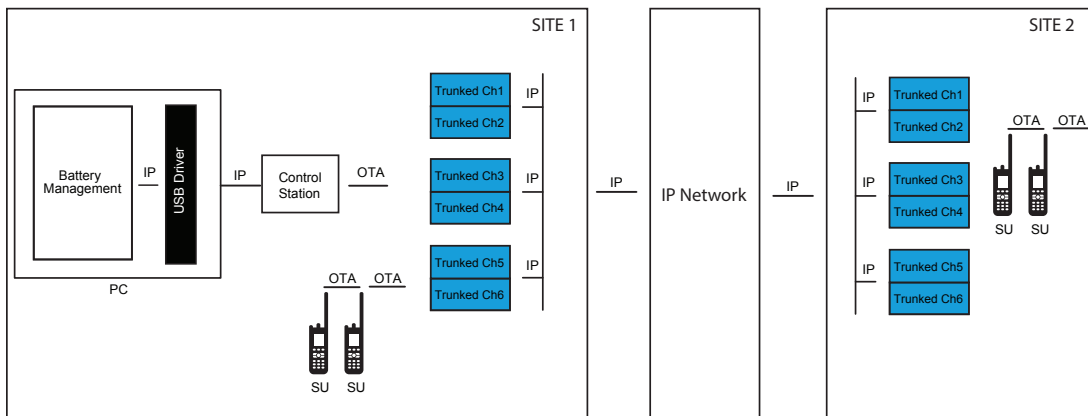 SITE 1
SITE 2
Trunked Ch1
IP
Trunked Ch2
Battery
Management
IP
USB Driver
IP
Control
Station
OTA
Trunked Ch3
IP
Trunked Ch4
PC
OTA
OTA
Trunked Ch5
IP
Trunked Ch6
SU
SU
IP
IP Network
IP
IP
Trunked Ch1
Trunked Ch2
OTA
OTA
IP
Trunked Ch3
Trunked Ch4
SU
SU
IP
Trunked Ch5
Trunked Ch6